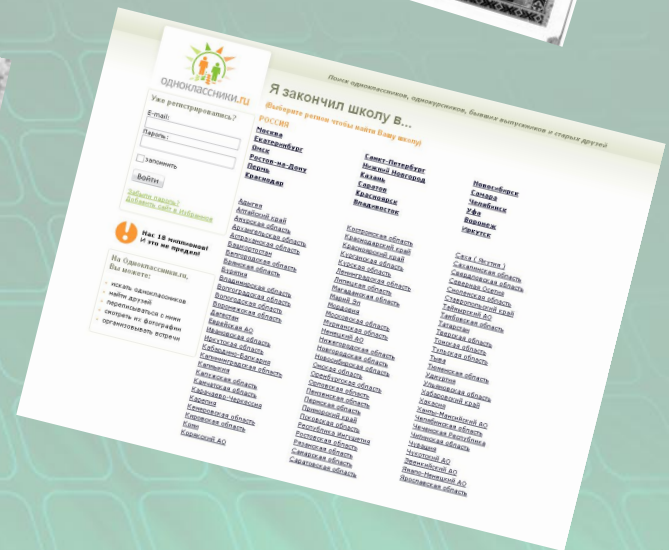 Поиск одноклассников, однокурсников, бывших выпускников и старых друзей
одноклассники.ru
Я закончил школу в...
(Выберите регион чтобы найти Вашу школу)
Уже регистрировались?
E-mail:
Пароль:
запомнить
Войти
Забыли пароль?
Добавить сайт в Избранное
Нас 18 миллионов!
И это не предел!
На Одноклассники.ru,
Вы можете:
искать одноклассников
найти друзей
переписываться с ними
смотреть их фотографии
организовывать встречи
РОССИЯ
Москва
Екатеринбург
Омск
Ростов-на-Дону
Пермь
Краснодар
Санкт-Петербург
Нижний Новгород
Казань
Саратов
Красноярск
Владивосток
Новосибирск
Самара
Челябинск
Уфа
Воронеж
Иркутск
Адыгея
Алтайский край
Амурская область
Архангельская область
Астраханская область
Башкортостан
Белгородская область
Брянская область
Бурятия
Владимирская область
Волгоградская область
Вологодская область
Воронежская область
Дагестан
Еврейская АО
Ивановская область
Иркутская область
Кабардино-Балкария
Калининградская область
Калмыкия
Калужская область
Камчатская область
Карачаево-Черкессия
Карелия
Кемеровская область
Кировская область
Коми
Корякский АО
Костромская область
Краснодарский край
Красноярский край
Курганская область
Курская область
Ленинградская область
Липецкая область
Магаданская область
Марий Эл
Мордовия
Московская область
Мурманская область
Ненецкий АО
Нижегородская область
Новгородская область
Новосибирская область
Омская область
Оренбургская область
Орловская область
Пензенская область
Пермская область
Приморский край
Псковская область
Республика Ингушетия
Ростовская область
Рязанская область
Самарская область
Саратовская область
Саха ( Якутия )
Сахалинская область
Свердловская область
Северная Осетия
Смоленская область
Ставропольский край
Таймырский АО
Тамбовская область
Татарстан
Тверская область
Томская область
Тульская область
Тыва
Тюменская область
Удмуртия
Ульяновская область
Хабаровский край
Хакасия
Ханты-Мансийский АО
Челябинская область
Чеченская Республика
Читинская область
Чувашия
Чукотский АО
Эвенкийский АО
Ямало-Ненецкий АО
Ярославская область